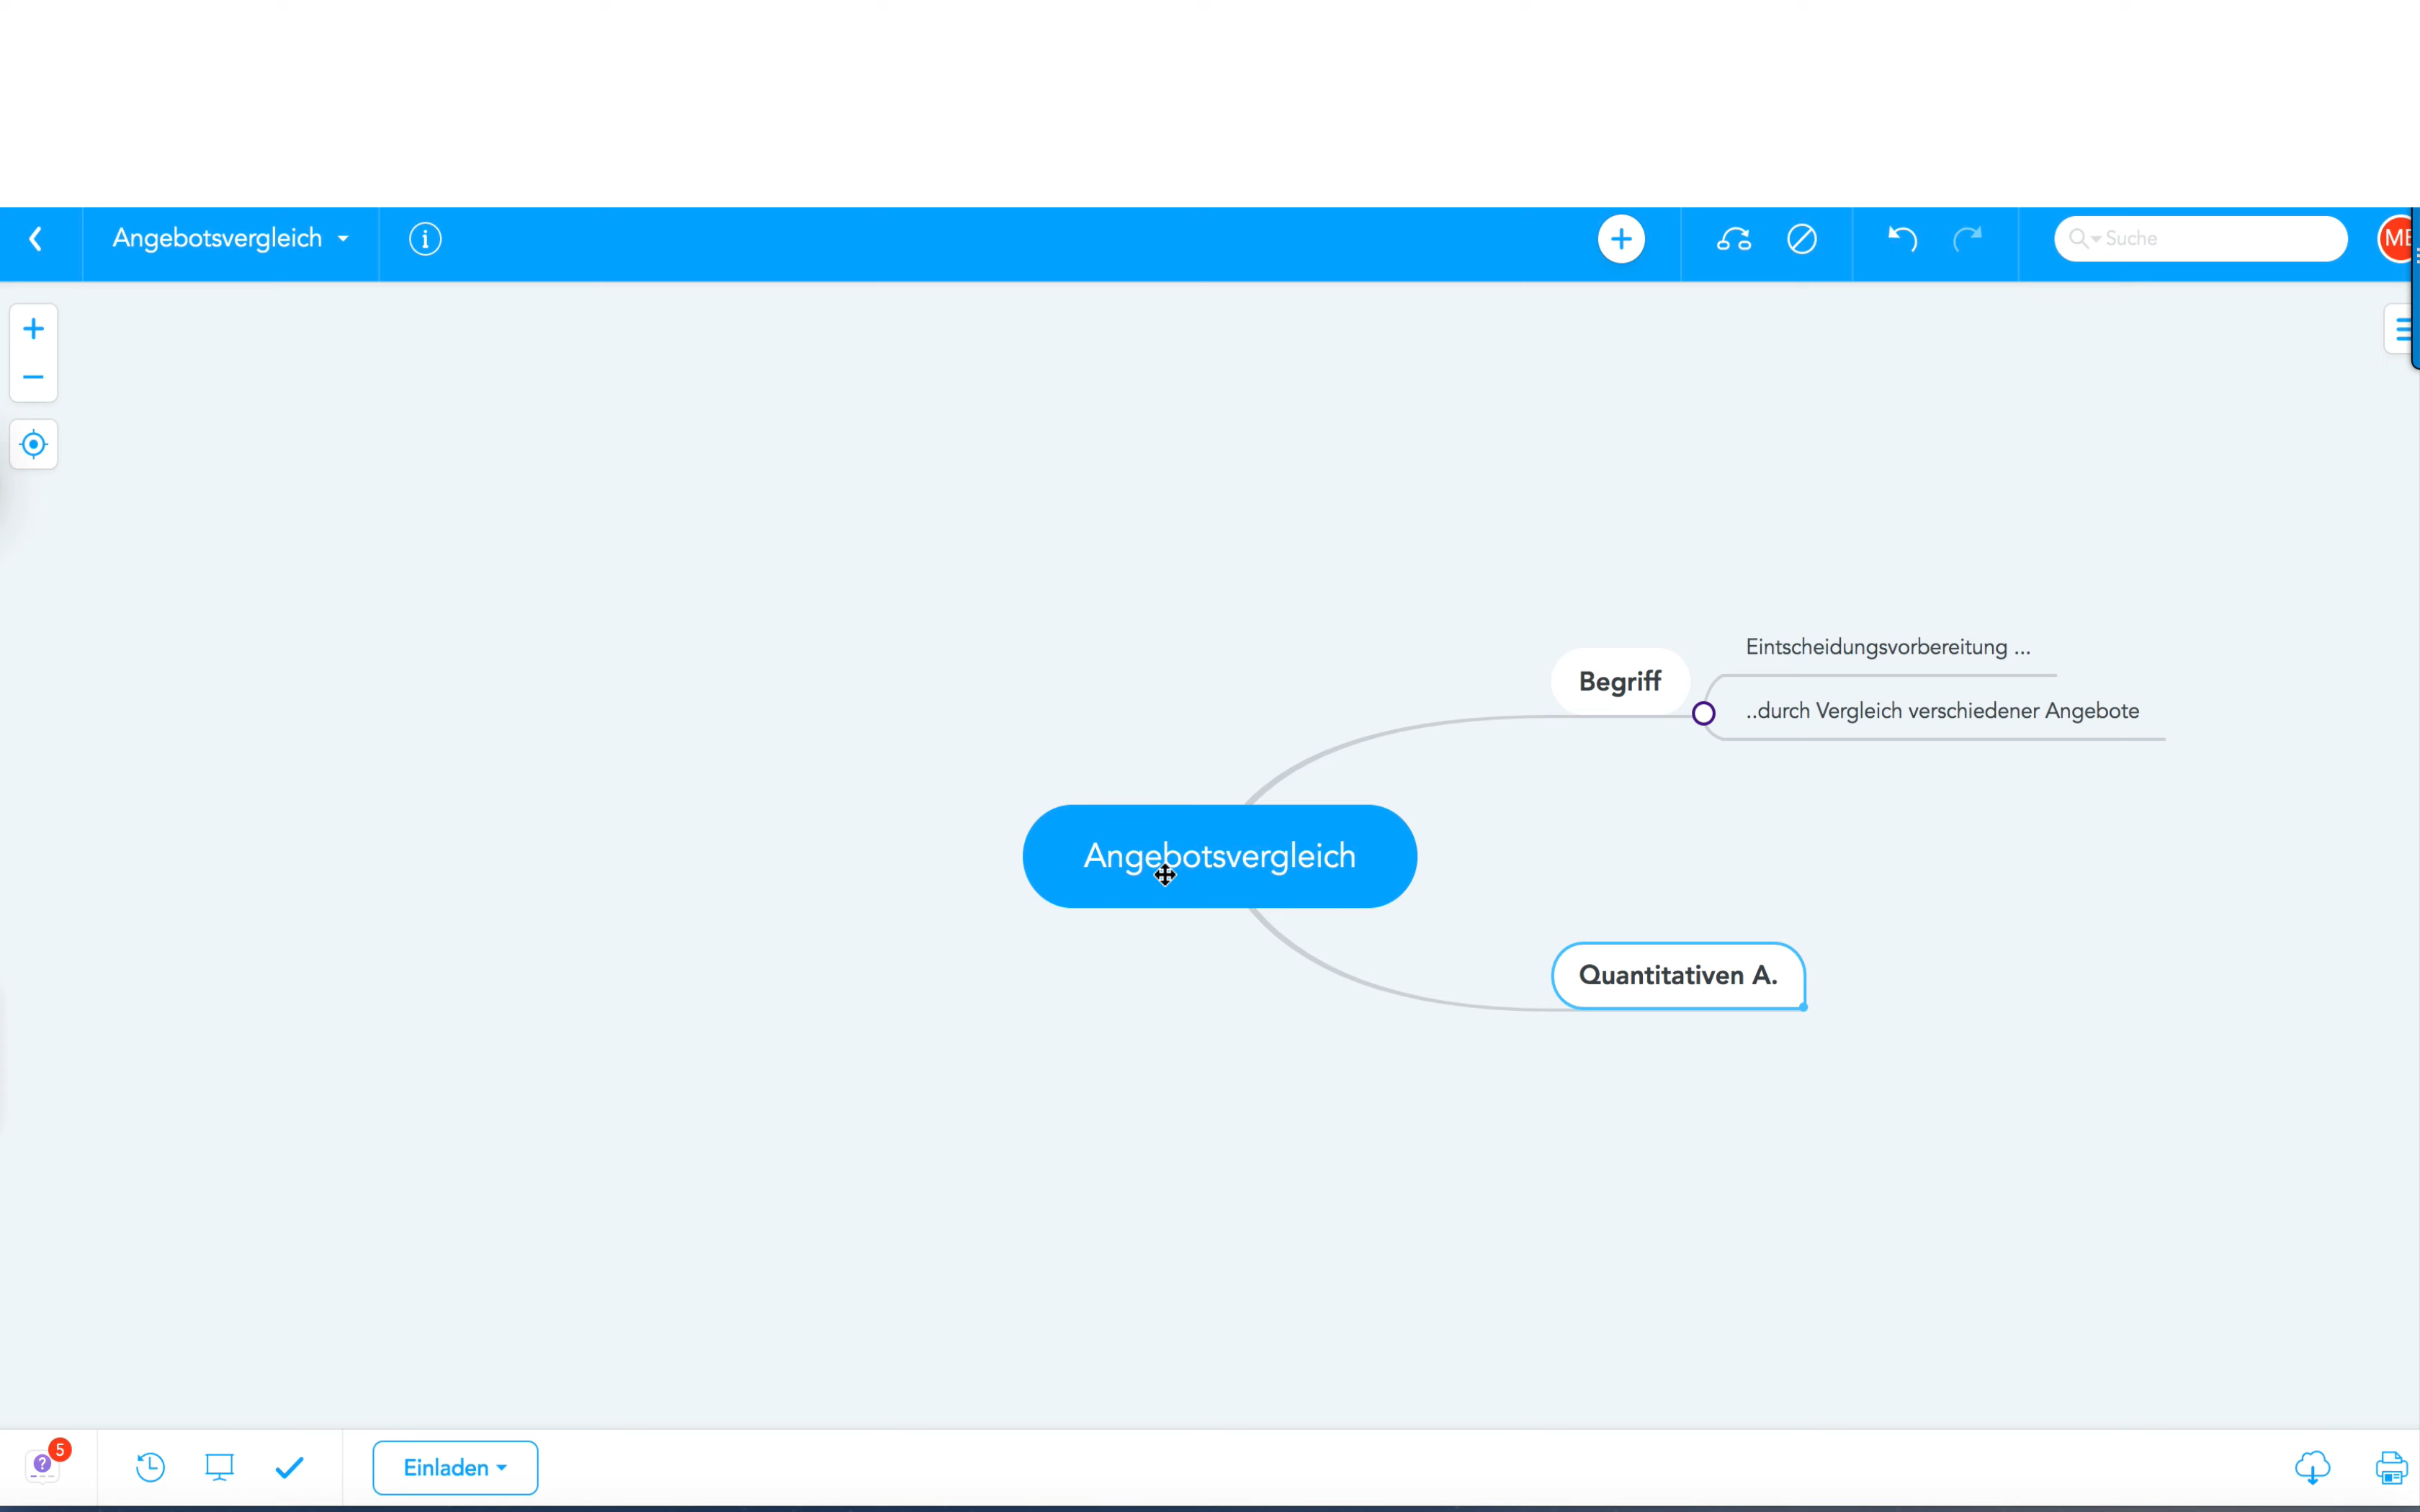 Angebotsvergleich
i
Suche
ME
Eintscheidungsvorbereitung ...
Begriff
..durch Vergleich verschiedener Angebote
Angebotsvergleich
Quantitativen A.
5
?
Einladen